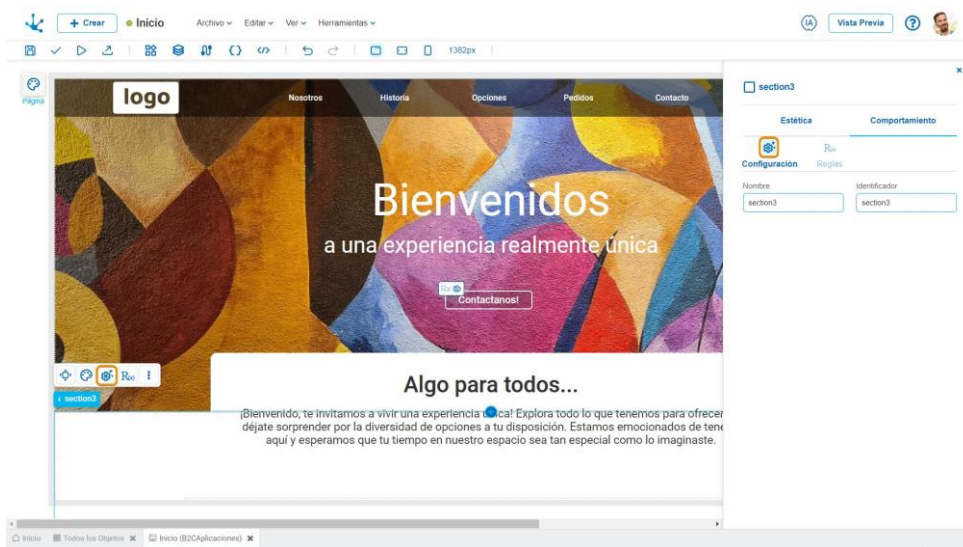 + Crear
Inicio
Archivo
Editar
Ver
Herramientas
IA
Vista Previa
?
1382px
Página
logo
Nosotros
Historia
Opciones
Pedidos
Contacto
Bienvenidos
a una experiencia realmente única
Rx
Contactanos!
R(x)
< section3
Algo para todos...
¡Bienvenido, te invitamos a vivir una experiencia única! Explora todo lo que tenemos para ofrecer
déjate sorprender por la diversidad de opciones a tu disposición. Estamos emocionados de tene
aquí y esperamos que tu tiempo en nuestro espacio sea tan especial como lo imaginaste.
section3
Estética
Comportamiento
Configuración
R(x)
Reglas
Nombre
Identificador
section3
section3
Inicio
Todos los Objetos
Inicio (B2CAplicaciones)